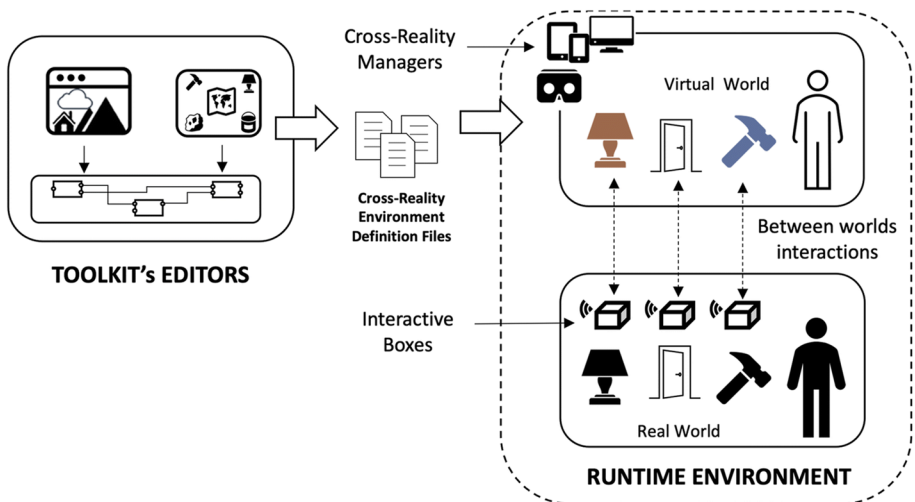 Cross-Reality
Managers
Virtual World
Cross-Reality
Environment
Definition Files
TOOLKIT's EDITORS
Between worlds
interactions
Interactive
Boxes
Real World
RUNTIME ENVIRONMENT